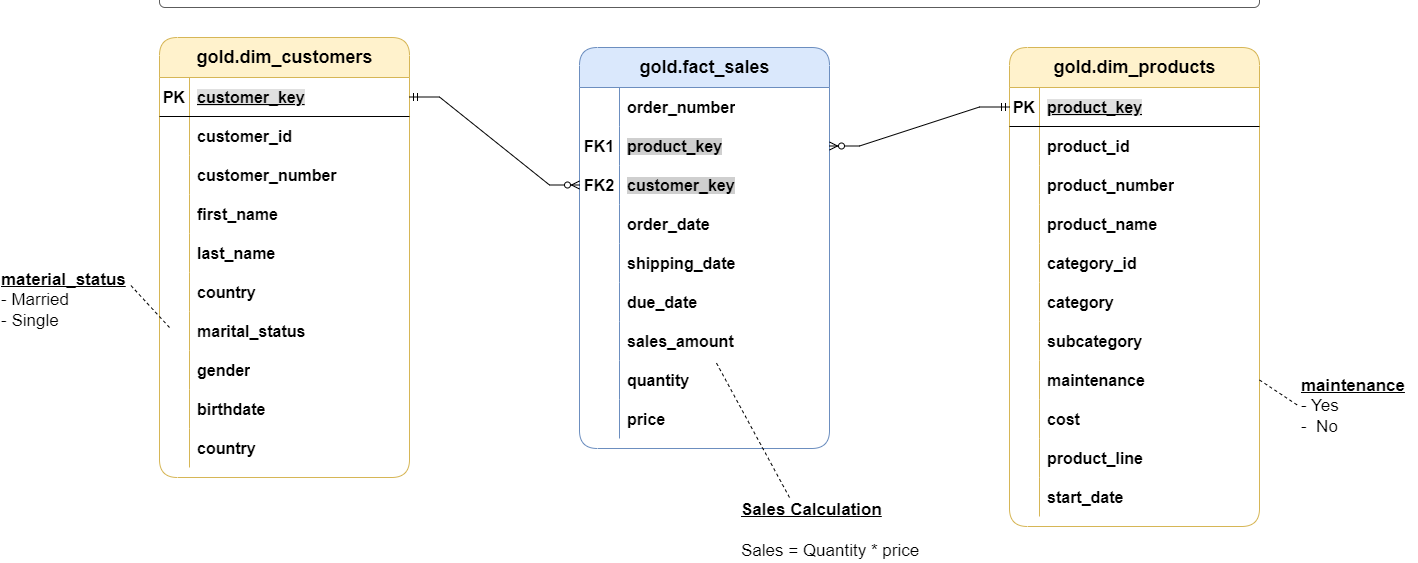 gold.dim_customers
PK customer_key
customer_id
customer_number
first_name
last_name
country
marital_status
gender
birthdate
country
material_status
- Married
- Single
gold.fact_sales
order_number
FK1 product_key
FK2 customer_key
order_date
shipping_date
due_date
sales_amount
quantity
price
Sales Calculation
Sales = Quantity * price
gold.dim_products
PK product_key
product_id
product_number
product_name
category_id
category
subcategory
maintenance
cost
product_line
start_date
maintenance
- Yes
-  No